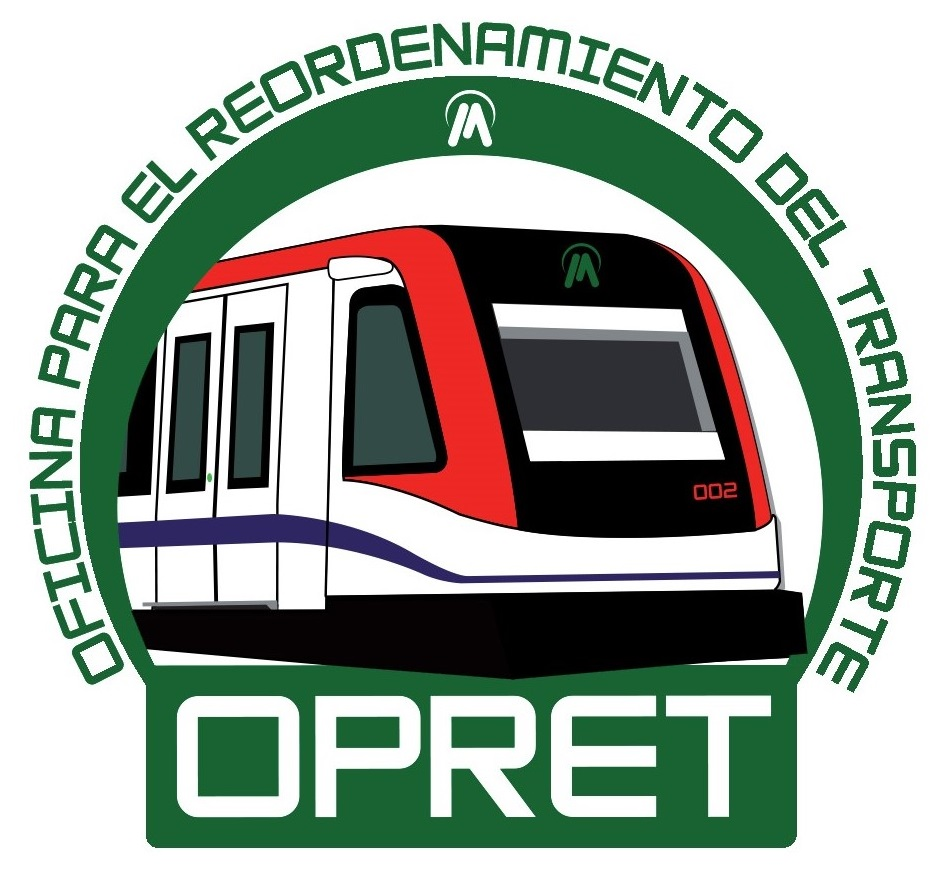 OFICINA PARA EL REORDENAMIENTO DEL TRANSPORTE
002
OPRET